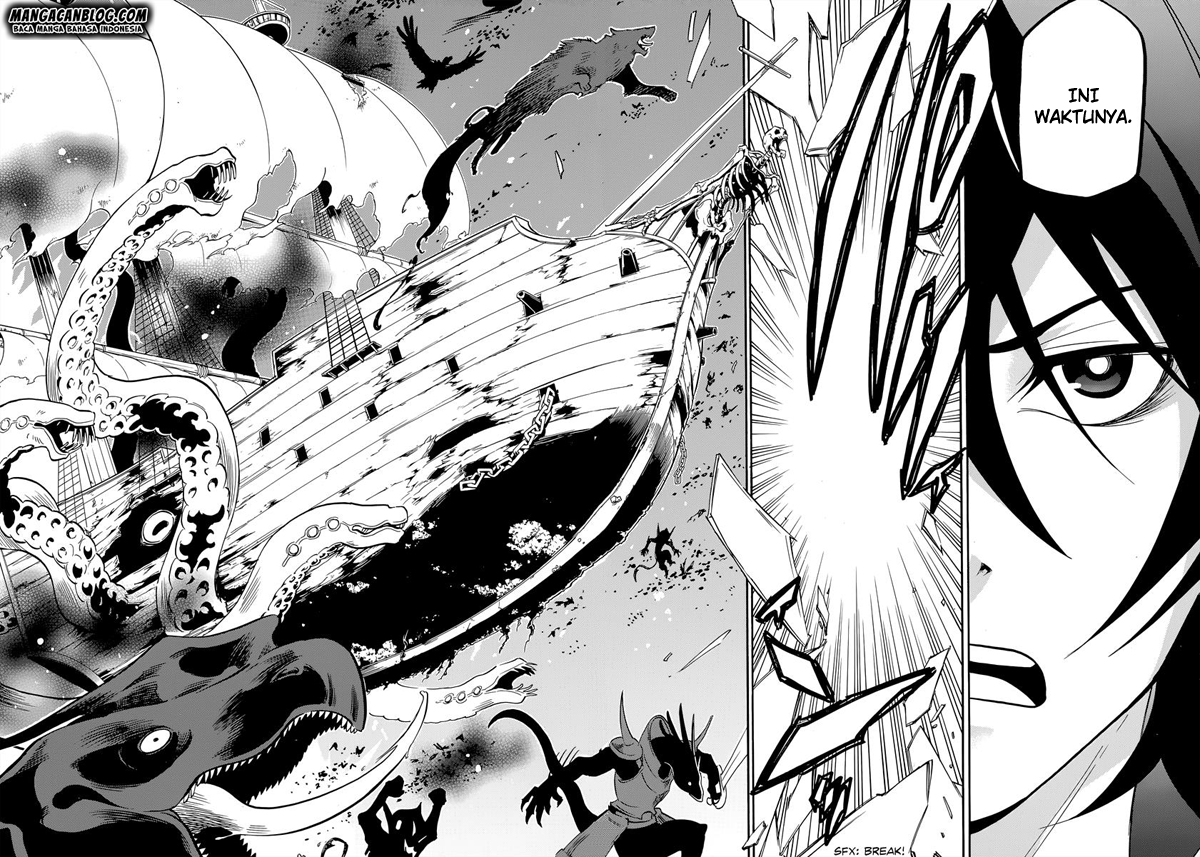 MANGACANBLOG.COM
BACA MANGA BAHASA INDONESIA
INI
WAKTUNYA.
SFX: BREAK!